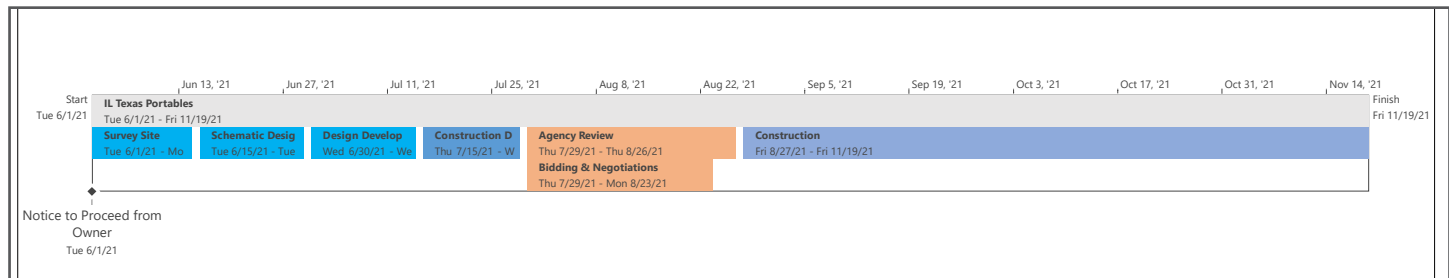 Jun 13, '21 Jun 27, '21 Jul 11, '21 Jul 25, '21 Aug 8, '21 Aug 22, '21 Sep 5, '21 Sep 19, '21 Oct 3, '21 Oct 17, '21 Oct 31, '21 Nov 14, '21
Start
Tue 6/1/21
IL Texas Portables
Tue 6/1/21 - Fri 11/19/21
Finish
Fri 11/19/21
Survey Site
Tue 6/1/21 - Mo
Schematic Desig
Tue 6/15/21 - Tue
Design Develop
Wed 6/30/21 - We
Construction D
Thu 7/15/21 - W
Agency Review
Thu 7/29/21 - Thu 8/26/21
Construction
Fri 8/27/21 - Fri 11/19/21
Bidding & Negotiations
Thu 7/29/21 - Mon 8/23/21
Notice to Proceed from
Owner
Tue 6/1/21